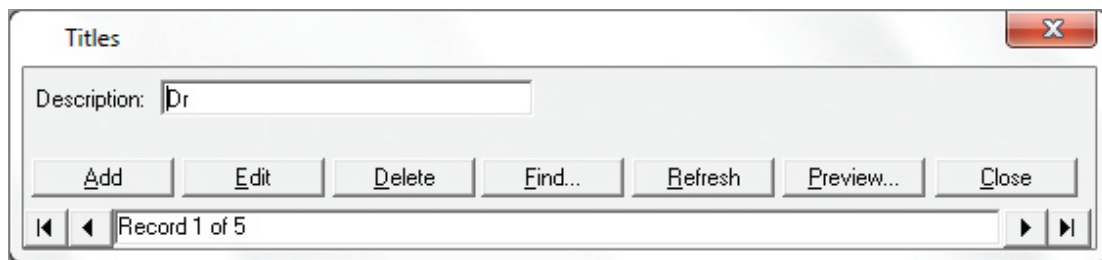 Titles
Description: Dr
Add Edit Delete Find... Refresh Preview... Close
Record 1 of 5